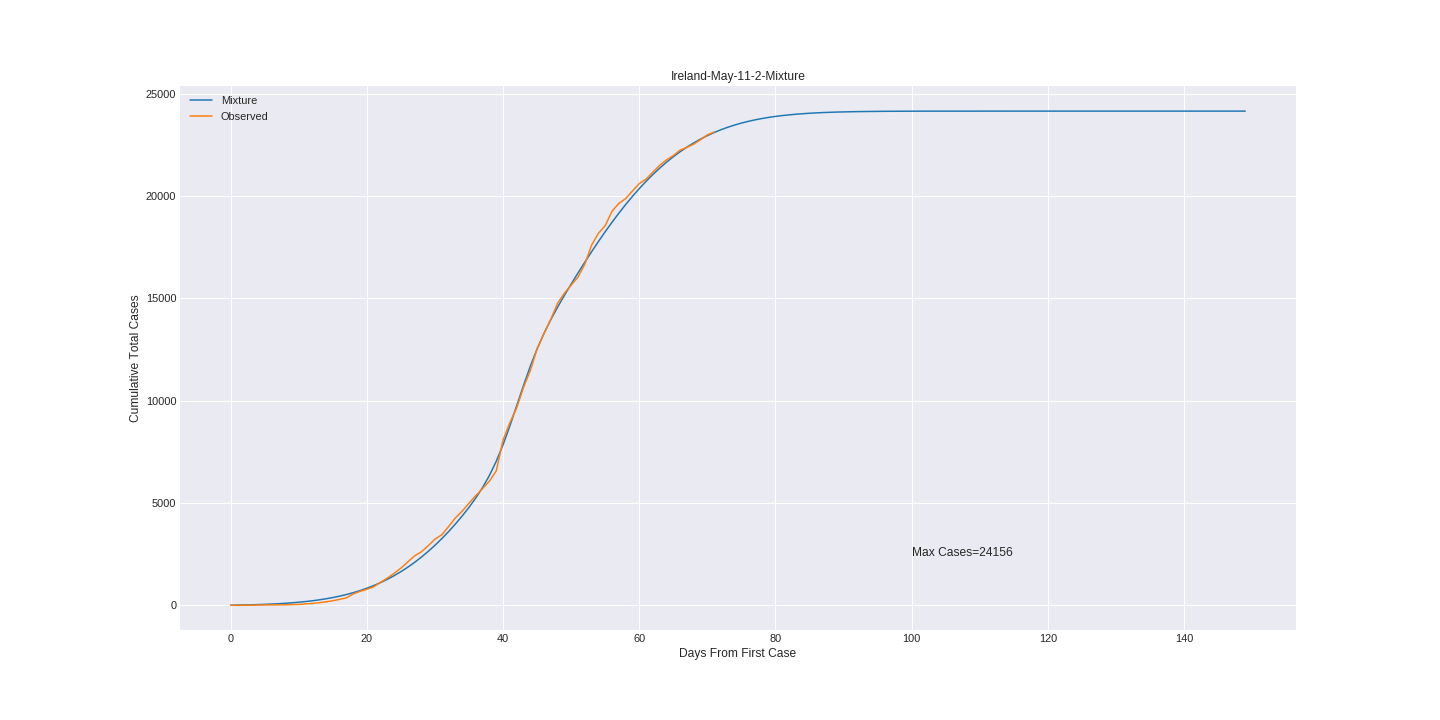 Ireland-May-11-2-Mixture
Mixture
Observed
25000
20000
15000
10000
5000
0
Cumulative Total Cases
Max Cases=24156
0 20 40 60 80 100 120 140
Days From First Case